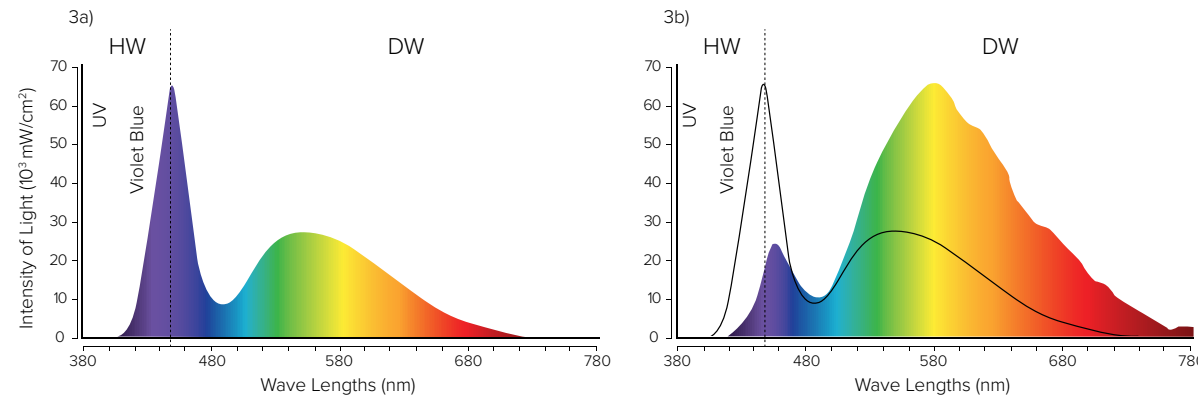 3a)
HW
DW
70
60
50
40
30
20
10
0
UV
Violet Blue
Intensity of Light (10³ mW/cm²)
380
480
580
680
780
Wave Lengths (nm)
3b)
HW
DW
70
60
50
40
30
20
10
0
UV
Violet Blue
380
480
580
680
780
Wave Lengths (nm)